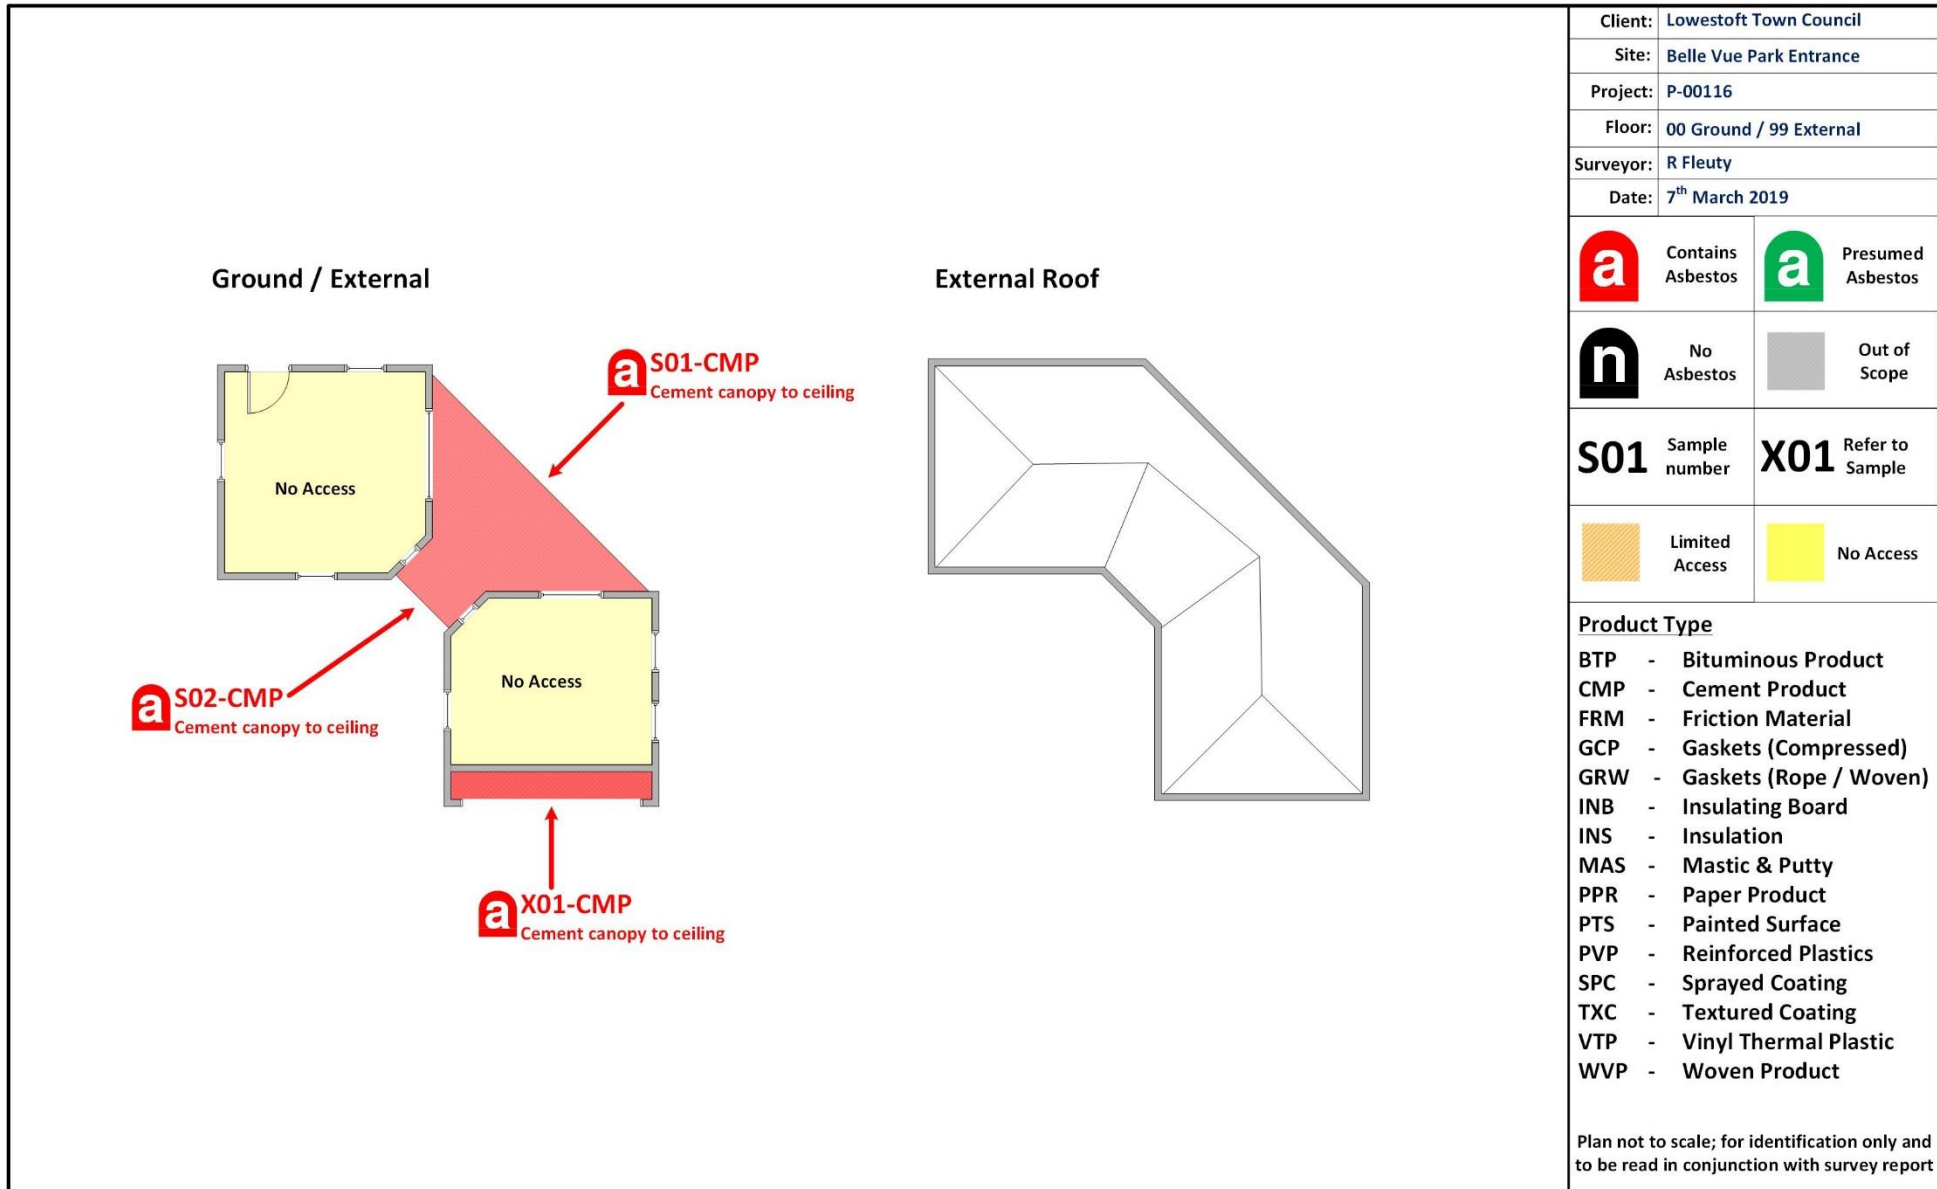 Client: Lowestoft Town Council
Site: Belle Vue Park Entrance
Project: P-00116
Floor: 00 Ground / 99 External
Surveyor: R Fleuty
Date: 7th March 2019
a Contains Asbestos
a Presumed Asbestos
n No Asbestos
Out of Scope
S01 Sample number
X01 Refer to Sample
Limited Access
No Access
Product Type
BTP - Bituminous Product
CMP - Cement Product
FRM - Friction Material
GCP - Gaskets (Compressed)
GRW - Gaskets (Rope / Woven)
INB - Insulating Board
INS - Insulation
MAS - Mastic & Putty
PPR - Paper Product
PTS - Painted Surface
PVP - Reinforced Plastics
SPC - Sprayed Coating
TXC - Textured Coating
VTP - Vinyl Thermal Plastic
WVP - Woven Product
Plan not to scale; for identification only and
to be read in conjunction with survey report
Ground / External
External Roof
a S01-CMP
Cement canopy to ceiling
No Access
No Access
a S02-CMP
Cement canopy to ceiling
a X01-CMP
Cement canopy to ceiling